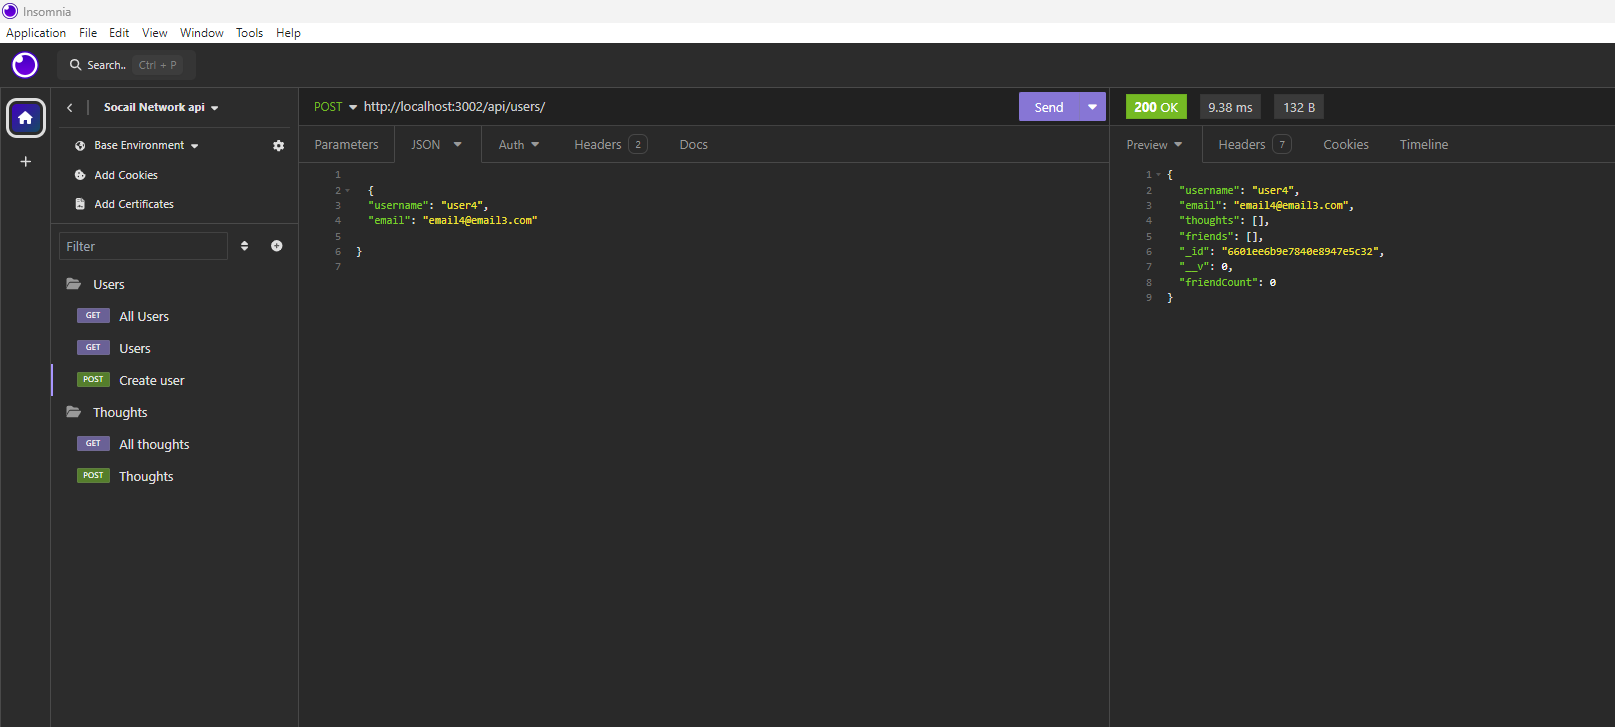 Insomnia
Application File Edit View Window Tools Help
Search.. Ctrl + P
Socail Network api
Base Environment
Add Cookies
Add Certificates
Filter
Users
GET All Users
GET Users
POST Create user
Thoughts
GET All thoughts
POST Thoughts
POST http://localhost:3002/api/users/ Send
Parameters JSON Auth Headers 2 Docs
1
2 {
3 "username": "user4",
4 "email": "email4@email3.com"
5
6 }
7
200 OK 9.38 ms 132 B
Preview Headers 7 Cookies Timeline
1 {
2 "username": "user4",
3 "email": "email4@email3.com",
4 "thoughts": [],
5 "friends": [],
6 "_id": "6601ee6b9e7840e8947e5c32",
7 "__v": 0,
8 "friendCount": 0
9 }